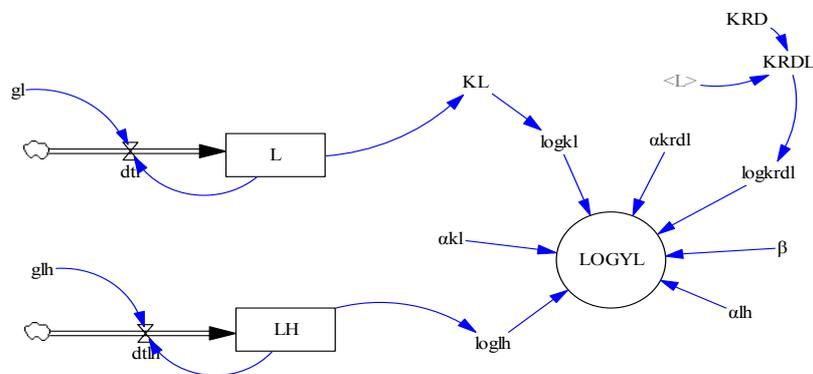 KRD
KRDL
<L>
KL
gl
logkl
αkrdl
L
dtl
logkrdl
αkl
LOGYL
β
glh
αlh
LH
loglh
dtlh